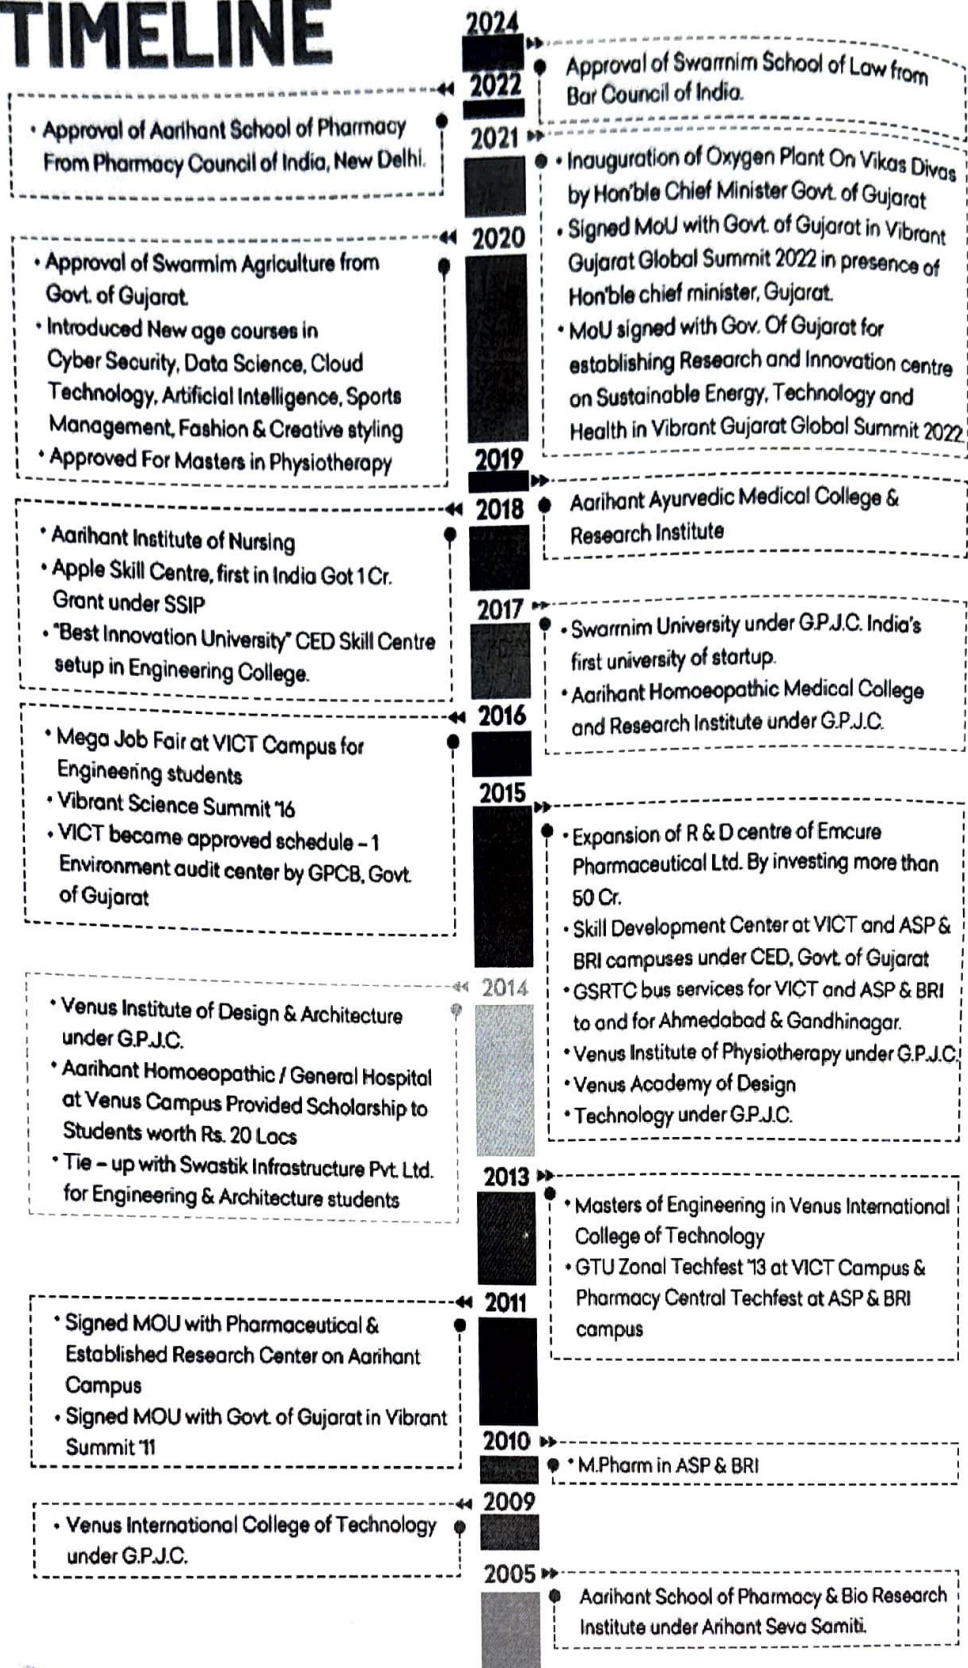 TIMELINE
2024
Approval of Swarrnim School of Law from
Bar Council of India.
2022
• Approval of Aarihant School of Pharmacy
From Pharmacy Council of India, New Delhi.
2021
• Inauguration of Oxygen Plant On Vikas Divas
by Hon'ble Chief Minister Govt. of Gujarat
• Signed MoU with Govt. of Gujarat in Vibrant
Gujarat Global Summit 2022 in presence of
Hon'ble chief minister, Gujarat.
• MoU signed with Gov. Of Gujarat for
establishing Research and Innovation centre
on Sustainable Energy, Technology and
Health in Vibrant Gujarat Global Summit 2022
2020
• Approval of Swarmim Agriculture from
Govt. of Gujarat.
• Introduced New age courses in
Cyber Security, Data Science, Cloud
Technology, Artificial Intelligence, Sports
Management, Fashion & Creative styling
• Approved For Masters in Physiotherapy
2019
Aarihant Ayurvedic Medical College &
Research Institute
2018
• Aarihant Institute of Nursing
• Apple Skill Centre, first in India Got 1 Cr.
Grant under SSIP
• "Best Innovation University" CED Skill Centre
setup in Engineering College.
2017
• Swarrnim University under G.P.J.C. India's
first university of startup.
• Aarihant Homoeopathic Medical College
and Research Institute under G.P.J.C.
2016
• Mega Job Fair at VICT Campus for
Engineering students
• Vibrant Science Summit '16
• VICT became approved schedule – 1
Environment audit center by GPCB, Govt.
of Gujarat
2015
• Expansion of R & D centre of Emcure
Pharmaceutical Ltd. By investing more than
50 Cr.
• Skill Development Center at VICT and ASP &
BRI campuses under CED, Govt. of Gujarat
• GSRTC bus services for VICT and ASP & BRI
to and for Ahmedabad & Gandhinagar.
• Venus Institute of Physiotherapy under G.P.J.C.
• Venus Academy of Design
• Technology under G.P.J.C.
2014
• Venus Institute of Design & Architecture
under G.P.J.C.
• Aarihant Homoeopathic / General Hospital
at Venus Campus Provided Scholarship to
Students worth Rs. 20 Lacs
• Tie – up with Swastik Infrastructure Pvt. Ltd.
for Engineering & Architecture students
2013
• Masters of Engineering in Venus International
College of Technology
• GTU Zonal Techfest '13 at VICT Campus &
Pharmacy Central Techfest at ASP & BRI
campus
2011
• Signed MOU with Pharmaceutical &
Established Research Center on Aarihant
Campus
• Signed MOU with Govt. of Gujarat in Vibrant
Summit '11
2010
• M.Pharm in ASP & BRI
2009
• Venus International College of Technology
under G.P.J.C.
2005
Aarihant School of Pharmacy & Bio Research
Institute under Arihant Seva Samiti.